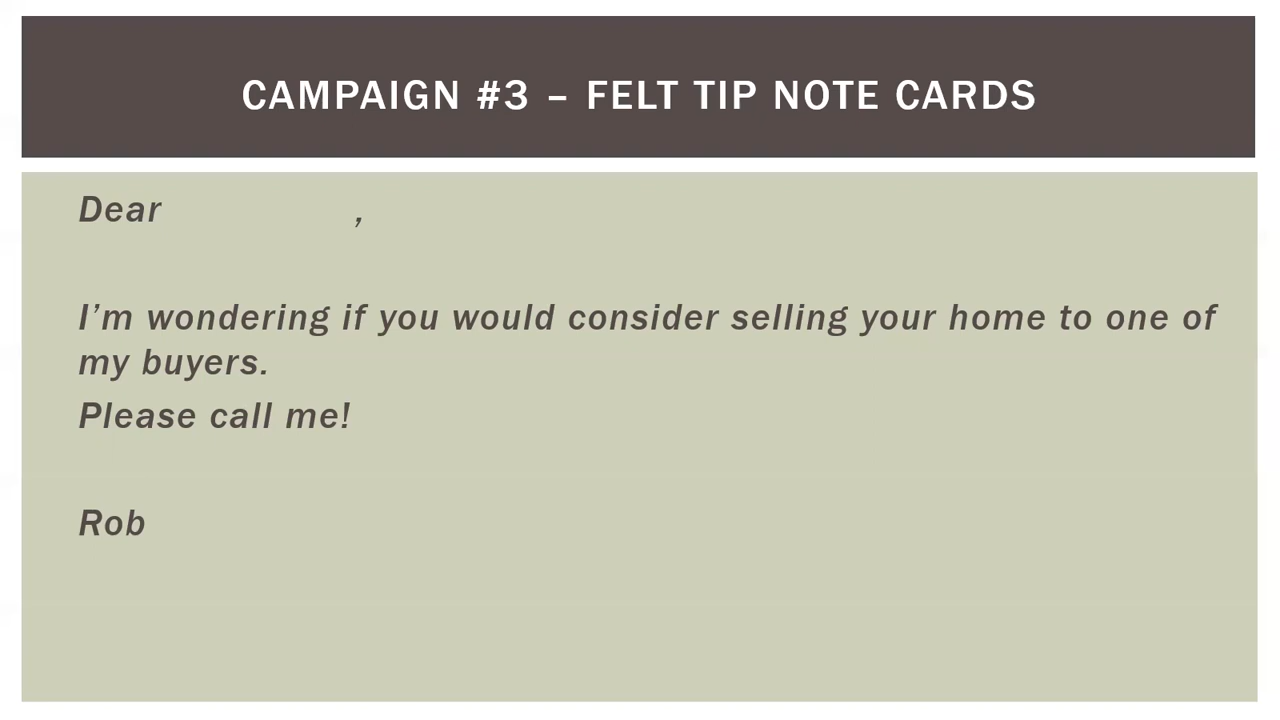 CAMPAIGN #3 – FELT TIP NOTE CARDS
Dear ,
I’m wondering if you would consider selling your home to one of
my buyers.
Please call me!
Rob